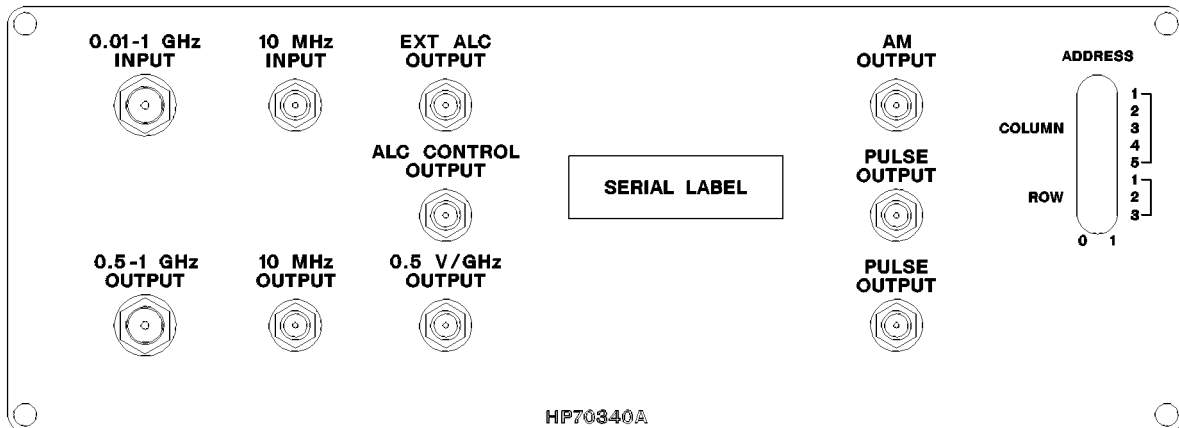 0.01-1 GHz
INPUT
10 MHz
INPUT
EXT ALC
OUTPUT
AM
OUTPUT
ADDRESS
COLUMN
1
2
3
4
5
ROW
1
2
3
0 1
ALC CONTROL
OUTPUT
SERIAL LABEL
PULSE
OUTPUT
0.5-1 GHz
OUTPUT
10 MHz
OUTPUT
0.5 V/GHz
OUTPUT
PULSE
OUTPUT
HP70340A